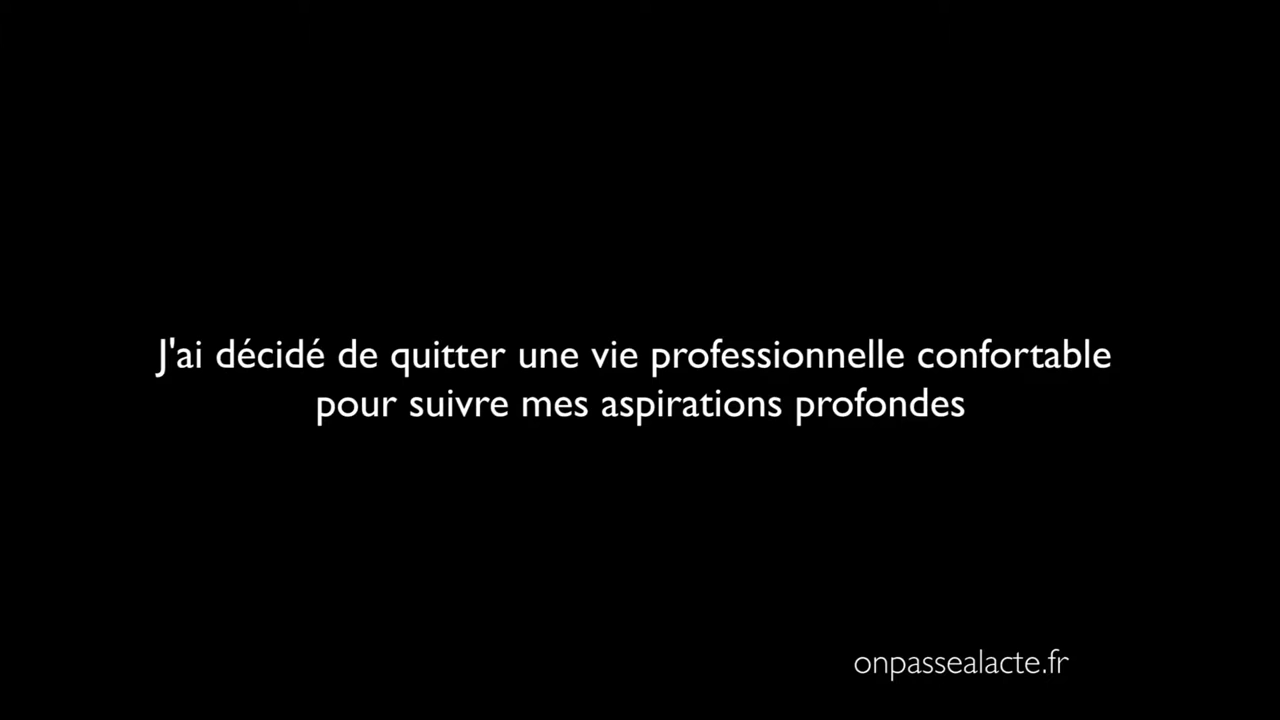 J'ai décidé de quitter une vie professionnelle confortable
pour suivre mes aspirations profondes
onpassealacte.fr